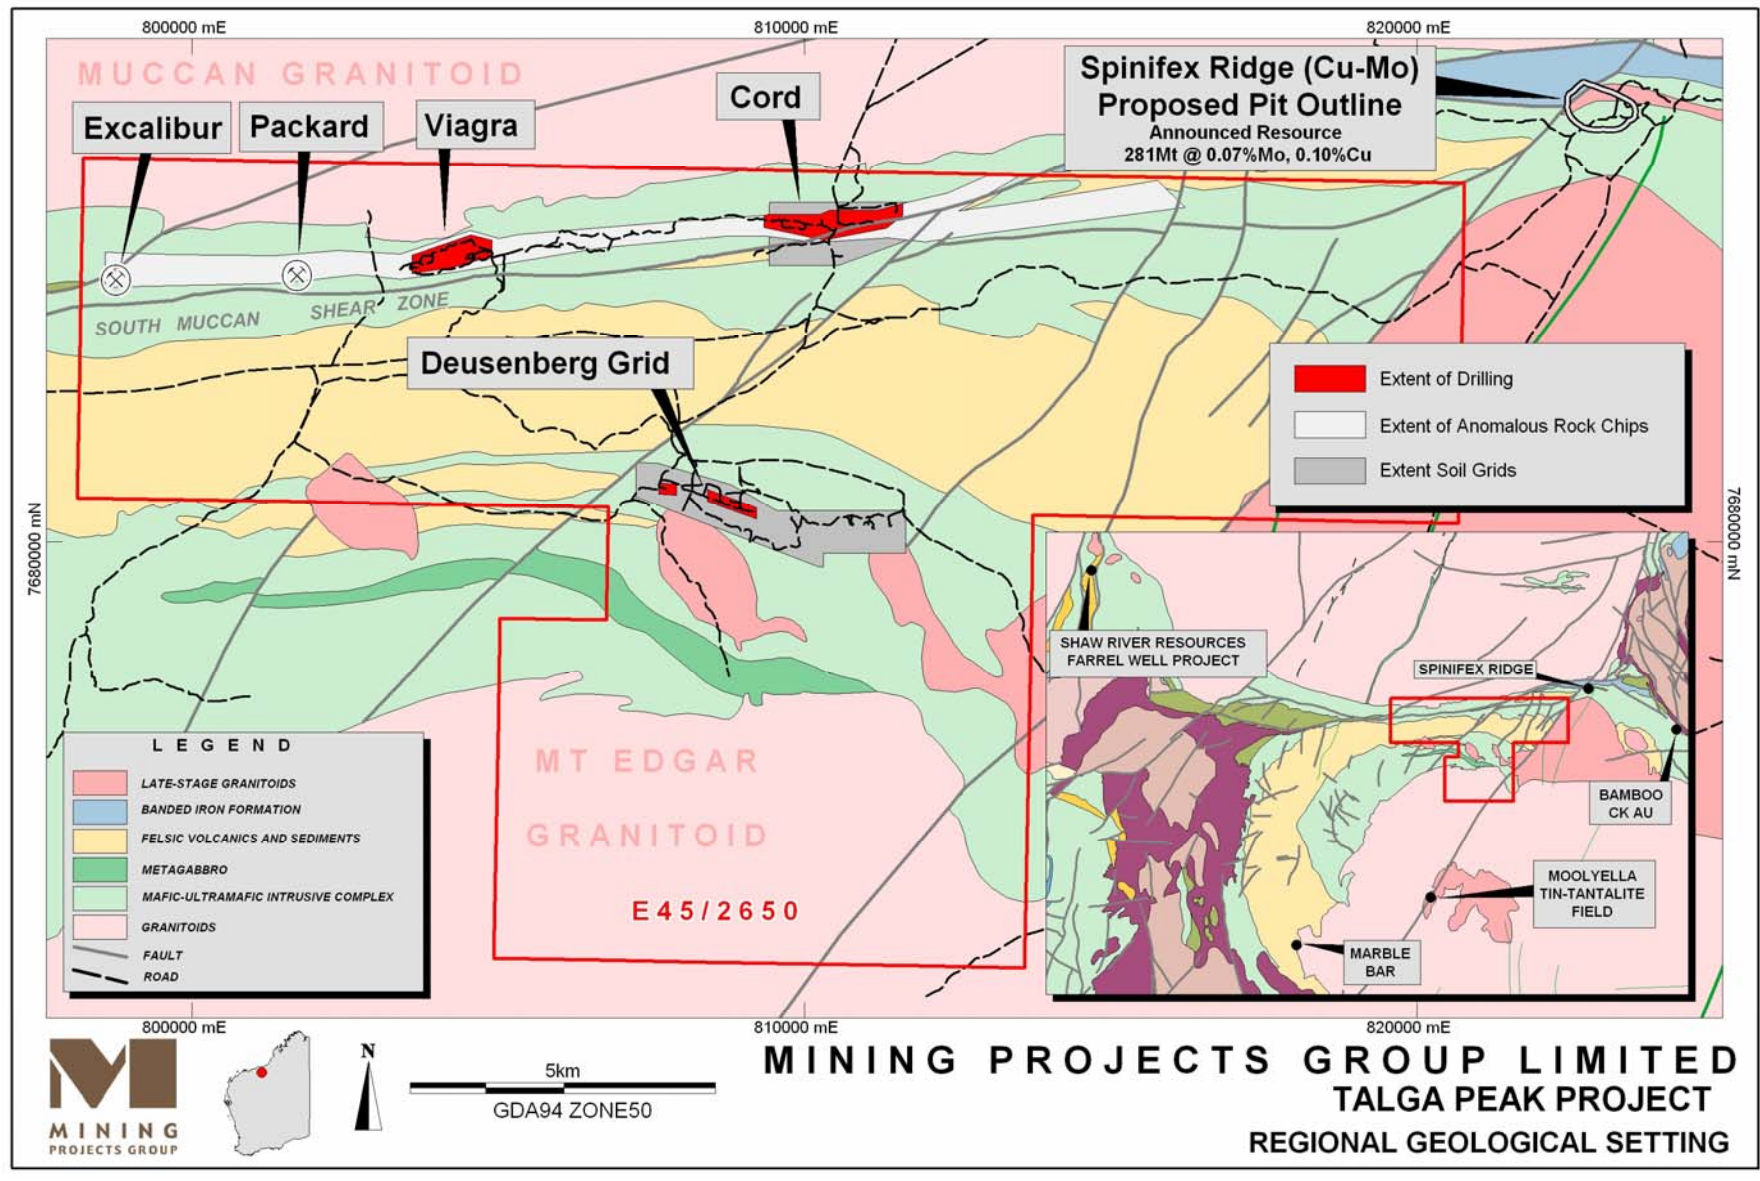 800000 mE
810000 mE
820000 mE
MUCCAN GRANITOID
Excalibur
Packard
Viagra
Cord
Spinifex Ridge (Cu-Mo)
Proposed Pit Outline
Announced Resource
281Mt @ 0.07%Mo, 0.10%Cu
SOUTH MUCCAN SHEAR ZONE
Deusenberg Grid
Extent of Drilling
Extent of Anomalous Rock Chips
Extent Soil Grids
7680000 mN
7680000 mN
MT EDGAR
GRANITOID
E45/2650
LEGEND
LATE-STAGE GRANITOIDS
BANDED IRON FORMATION
FELSIC VOLCANICS AND SEDIMENTS
METAGABBRO
MAFIC-ULTRAMAFIC INTRUSIVE COMPLEX
GRANITOIDS
FAULT
ROAD
SHAW RIVER RESOURCES
FARREL WELL PROJECT
SPINIFEX RIDGE
BAMBOO
CK AU
MOOLYELLA
TIN-TANTALITE
FIELD
MARBLE
BAR
800000 mE
810000 mE
820000 mE
MINING
PROJECTS GROUP
N
5km
GDA94 ZONE50
MINING PROJECTS GROUP LIMITED
TALGA PEAK PROJECT
REGIONAL GEOLOGICAL SETTING